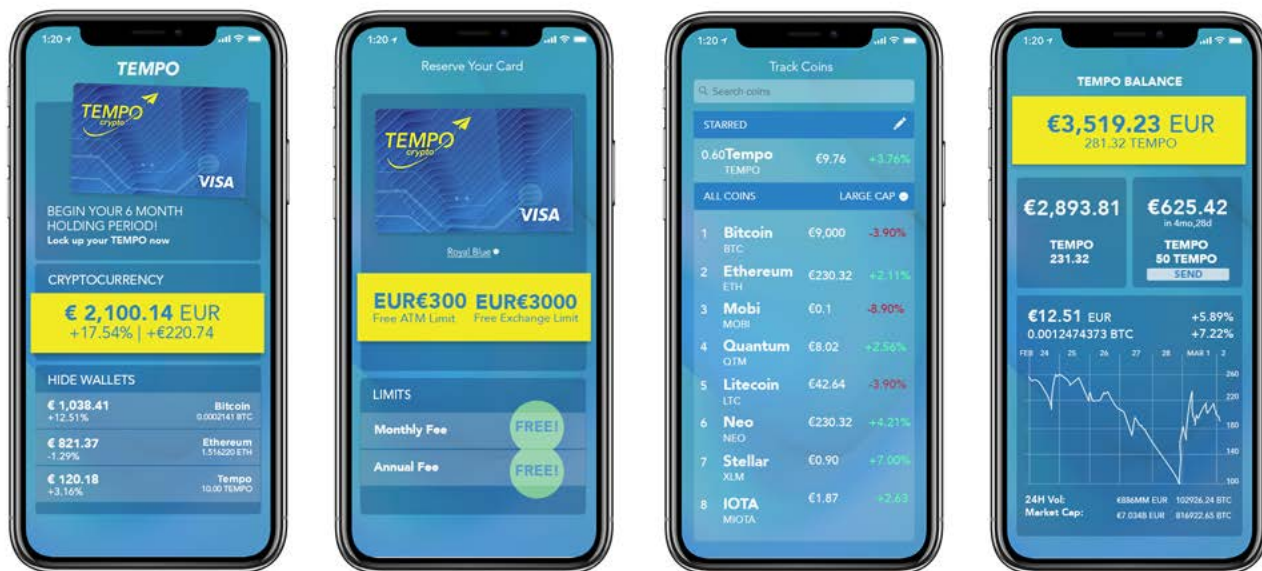 1:20
TEMPO
TEMPO
crypto
VISA
BEGIN YOUR 6 MONTH
HOLDING PERIOD!
Lock up your TEMPO now
CRYPTOCURRENCY
€ 2,100.14 EUR
+17.54% | +€220.74
HIDE WALLETS
€ 1,038.41 Bitcoin
+12.51% 0.0002141 BTC
€ 821.37 Ethereum
-1.29% 1.516220 ETH
€ 120.18 Tempo
+3.16% 10.00 TEMPO
1:20
Reserve Your Card
TEMPO
crypto
VISA
Royal Blue
EUR€300 EUR€3000
Free ATM Limit Free Exchange Limit
LIMITS
Monthly Fee FREE!
Annual Fee FREE!
1:20
Track Coins
Search coins
STARRED
0.60 Tempo €9.76 +3.76%
TEMPO
ALL COINS LARGE CAP
1 Bitcoin €9,000 -3.90%
BTC
2 Ethereum €230.32 +2.11%
ETH
3 Mobi €0.1 -8.90%
MOBI
4 Quantum €8.02 +2.56%
QTM
5 Litecoin €42.64 -3.90%
LTC
6 Neo €230.32 +4.21%
NEO
7 Stellar €0.90 +7.00%
XLM
8 IOTA €1.87 +2.63
MIOTA
1:20
TEMPO BALANCE
€3,519.23 EUR
281.32 TEMPO
€2,893.81
TEMPO
231.32
€625.42
in 4mo,28d
TEMPO
50 TEMPO
SEND
€12.51 EUR +5.89%
0.0012474373 BTC +7.22%
FEB 24 25 26 27 28 MAR 1 2
260
220
180
140
100
24H Vol: €886MM EUR 102926.24 BTC
Market Cap: €7.034B EUR 816922.65 BTC